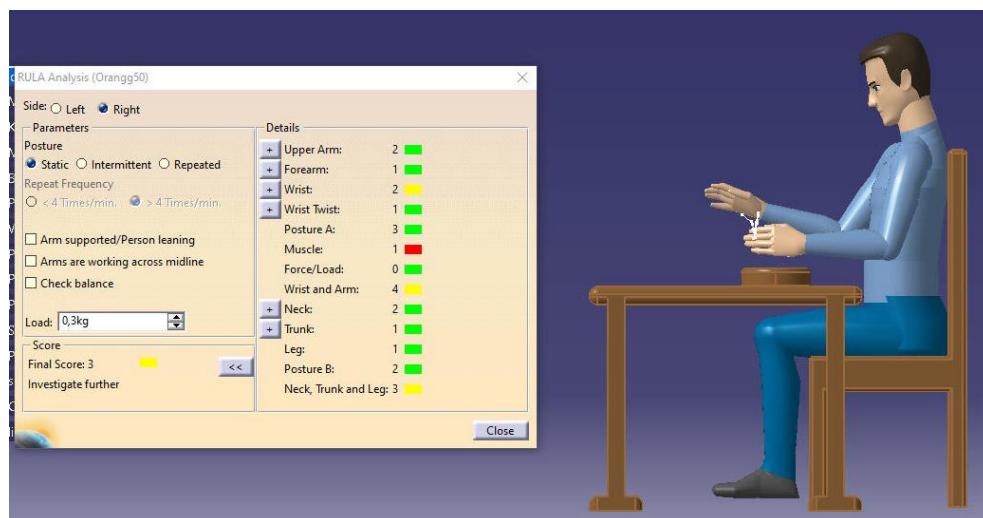 RULA Analysis (Orangg50)
Side: Left Right
Parameters
Posture
Static Intermittent Repeated
Repeat Frequency
< 4 Times/min. > 4 Times/min.
Arm supported/Person leaning
Arms are working across midline
Check balance
Load: 0,3kg
Score
Final Score: 3
<<
Investigate further
Details
+ Upper Arm: 2
+ Forearm: 1
+ Wrist: 2
+ Wrist Twist: 1
Posture A: 3
Muscle: 1
Force/Load: 0
Wrist and Arm: 4
+ Neck: 2
+ Trunk: 1
Leg: 1
Posture B: 2
Neck, Trunk and Leg: 3
Close